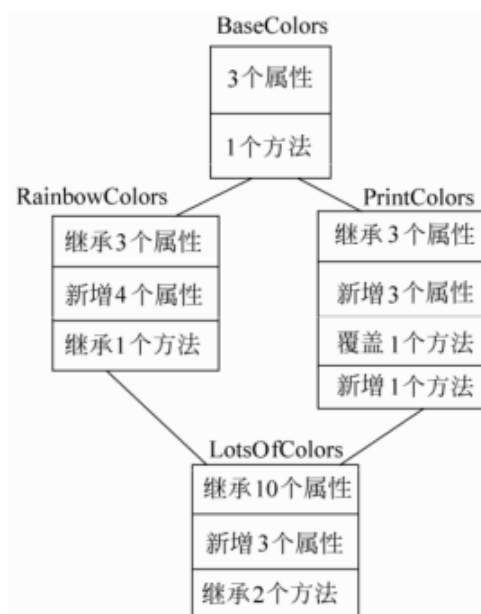 BaseColors
3个属性
1个方法
RainbowColors
继承3个属性
新增4个属性
继承1个方法
PrintColors
继承3个属性
新增3个属性
覆盖1个方法
新增1个方法
LotsOfColors
继承10个属性
新增3个属性
继承2个方法